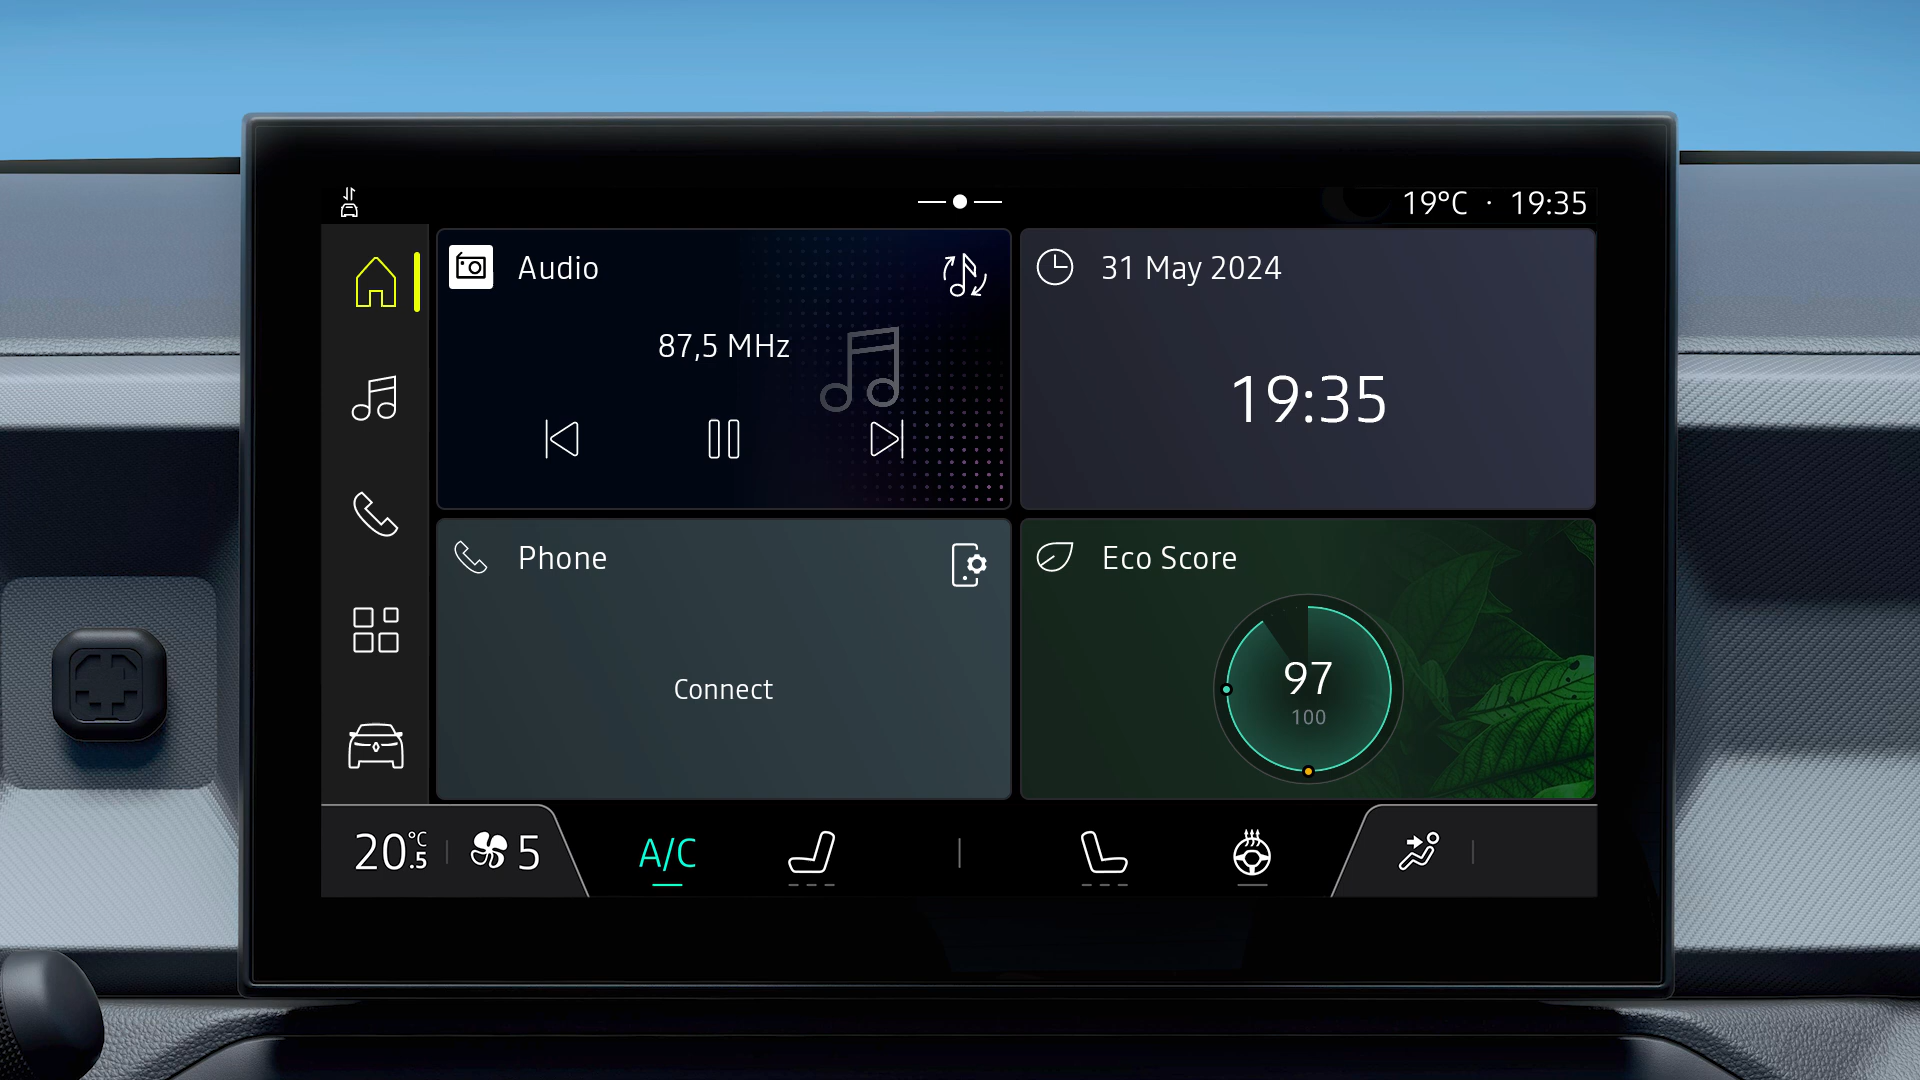 19°C · 19:35
Audio
87,5 MHz
31 May 2024
19:35
Phone
Connect
Eco Score
97
100
20.5 °C
5
A/C